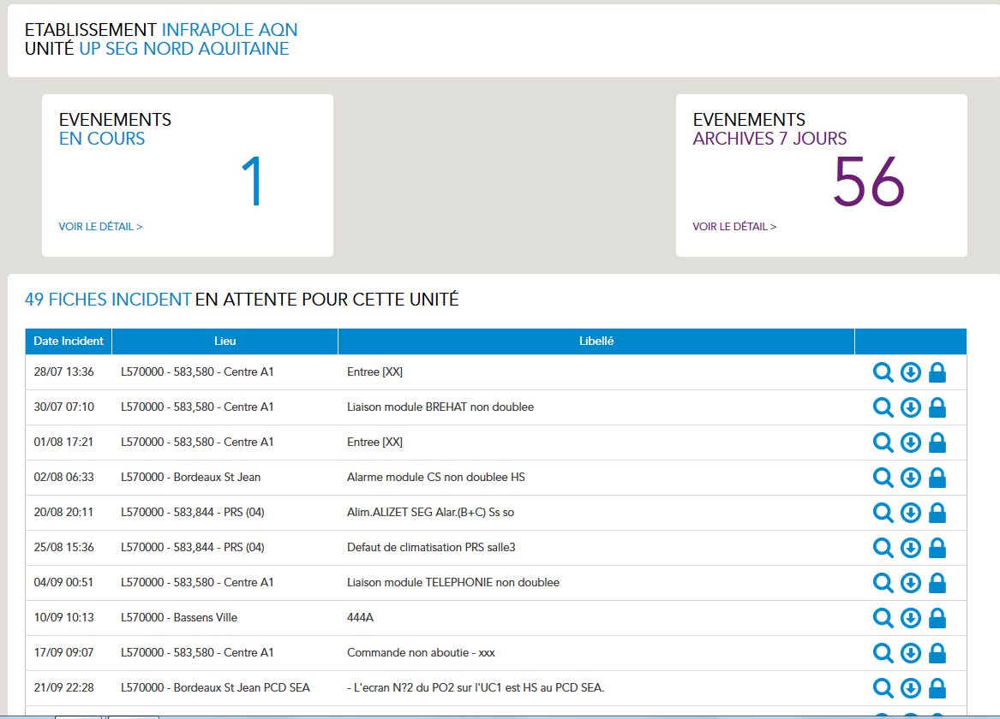 ETABLISSEMENT INFRAPOLE AQN
UNITÉ UP SEG NORD AQUITAINE
EVENEMENTS
EN COURS
1
VOIR LE DÉTAIL >
EVENEMENTS
ARCHIVES 7 JOURS
56
VOIR LE DÉTAIL >
49 FICHES INCIDENT EN ATTENTE POUR CETTE UNITÉ
Date Incident Lieu Libellé
28/07 13:36 L570000 - 583,580 - Centre A1 Entree [XX]
30/07 07:10 L570000 - 583,580 - Centre A1 Liaison module BREHAT non doublee
01/08 17:21 L570000 - 583,580 - Centre A1 Entree [XX]
02/08 06:33 L570000 - Bordeaux St Jean Alarme module CS non doublee HS
20/08 20:11 L570000 - 583,844 - PRS (04) Alim.ALIZET SEG Alar.(B+C) Ss so
25/08 15:36 L570000 - 583,844 - PRS (04) Defaut de climatisation PRS salle3
04/09 00:51 L570000 - 583,580 - Centre A1 Liaison module TELEPHONIE non doublee
10/09 10:13 L570000 - Bassens Ville 444A
17/09 09:07 L570000 - 583,580 - Centre A1 Commande non aboutie - xxx
21/09 22:28 L570000 - Bordeaux St Jean PCD SEA - L'ecran N?2 du PO2 sur l'UC1 est HS au PCD SEA.